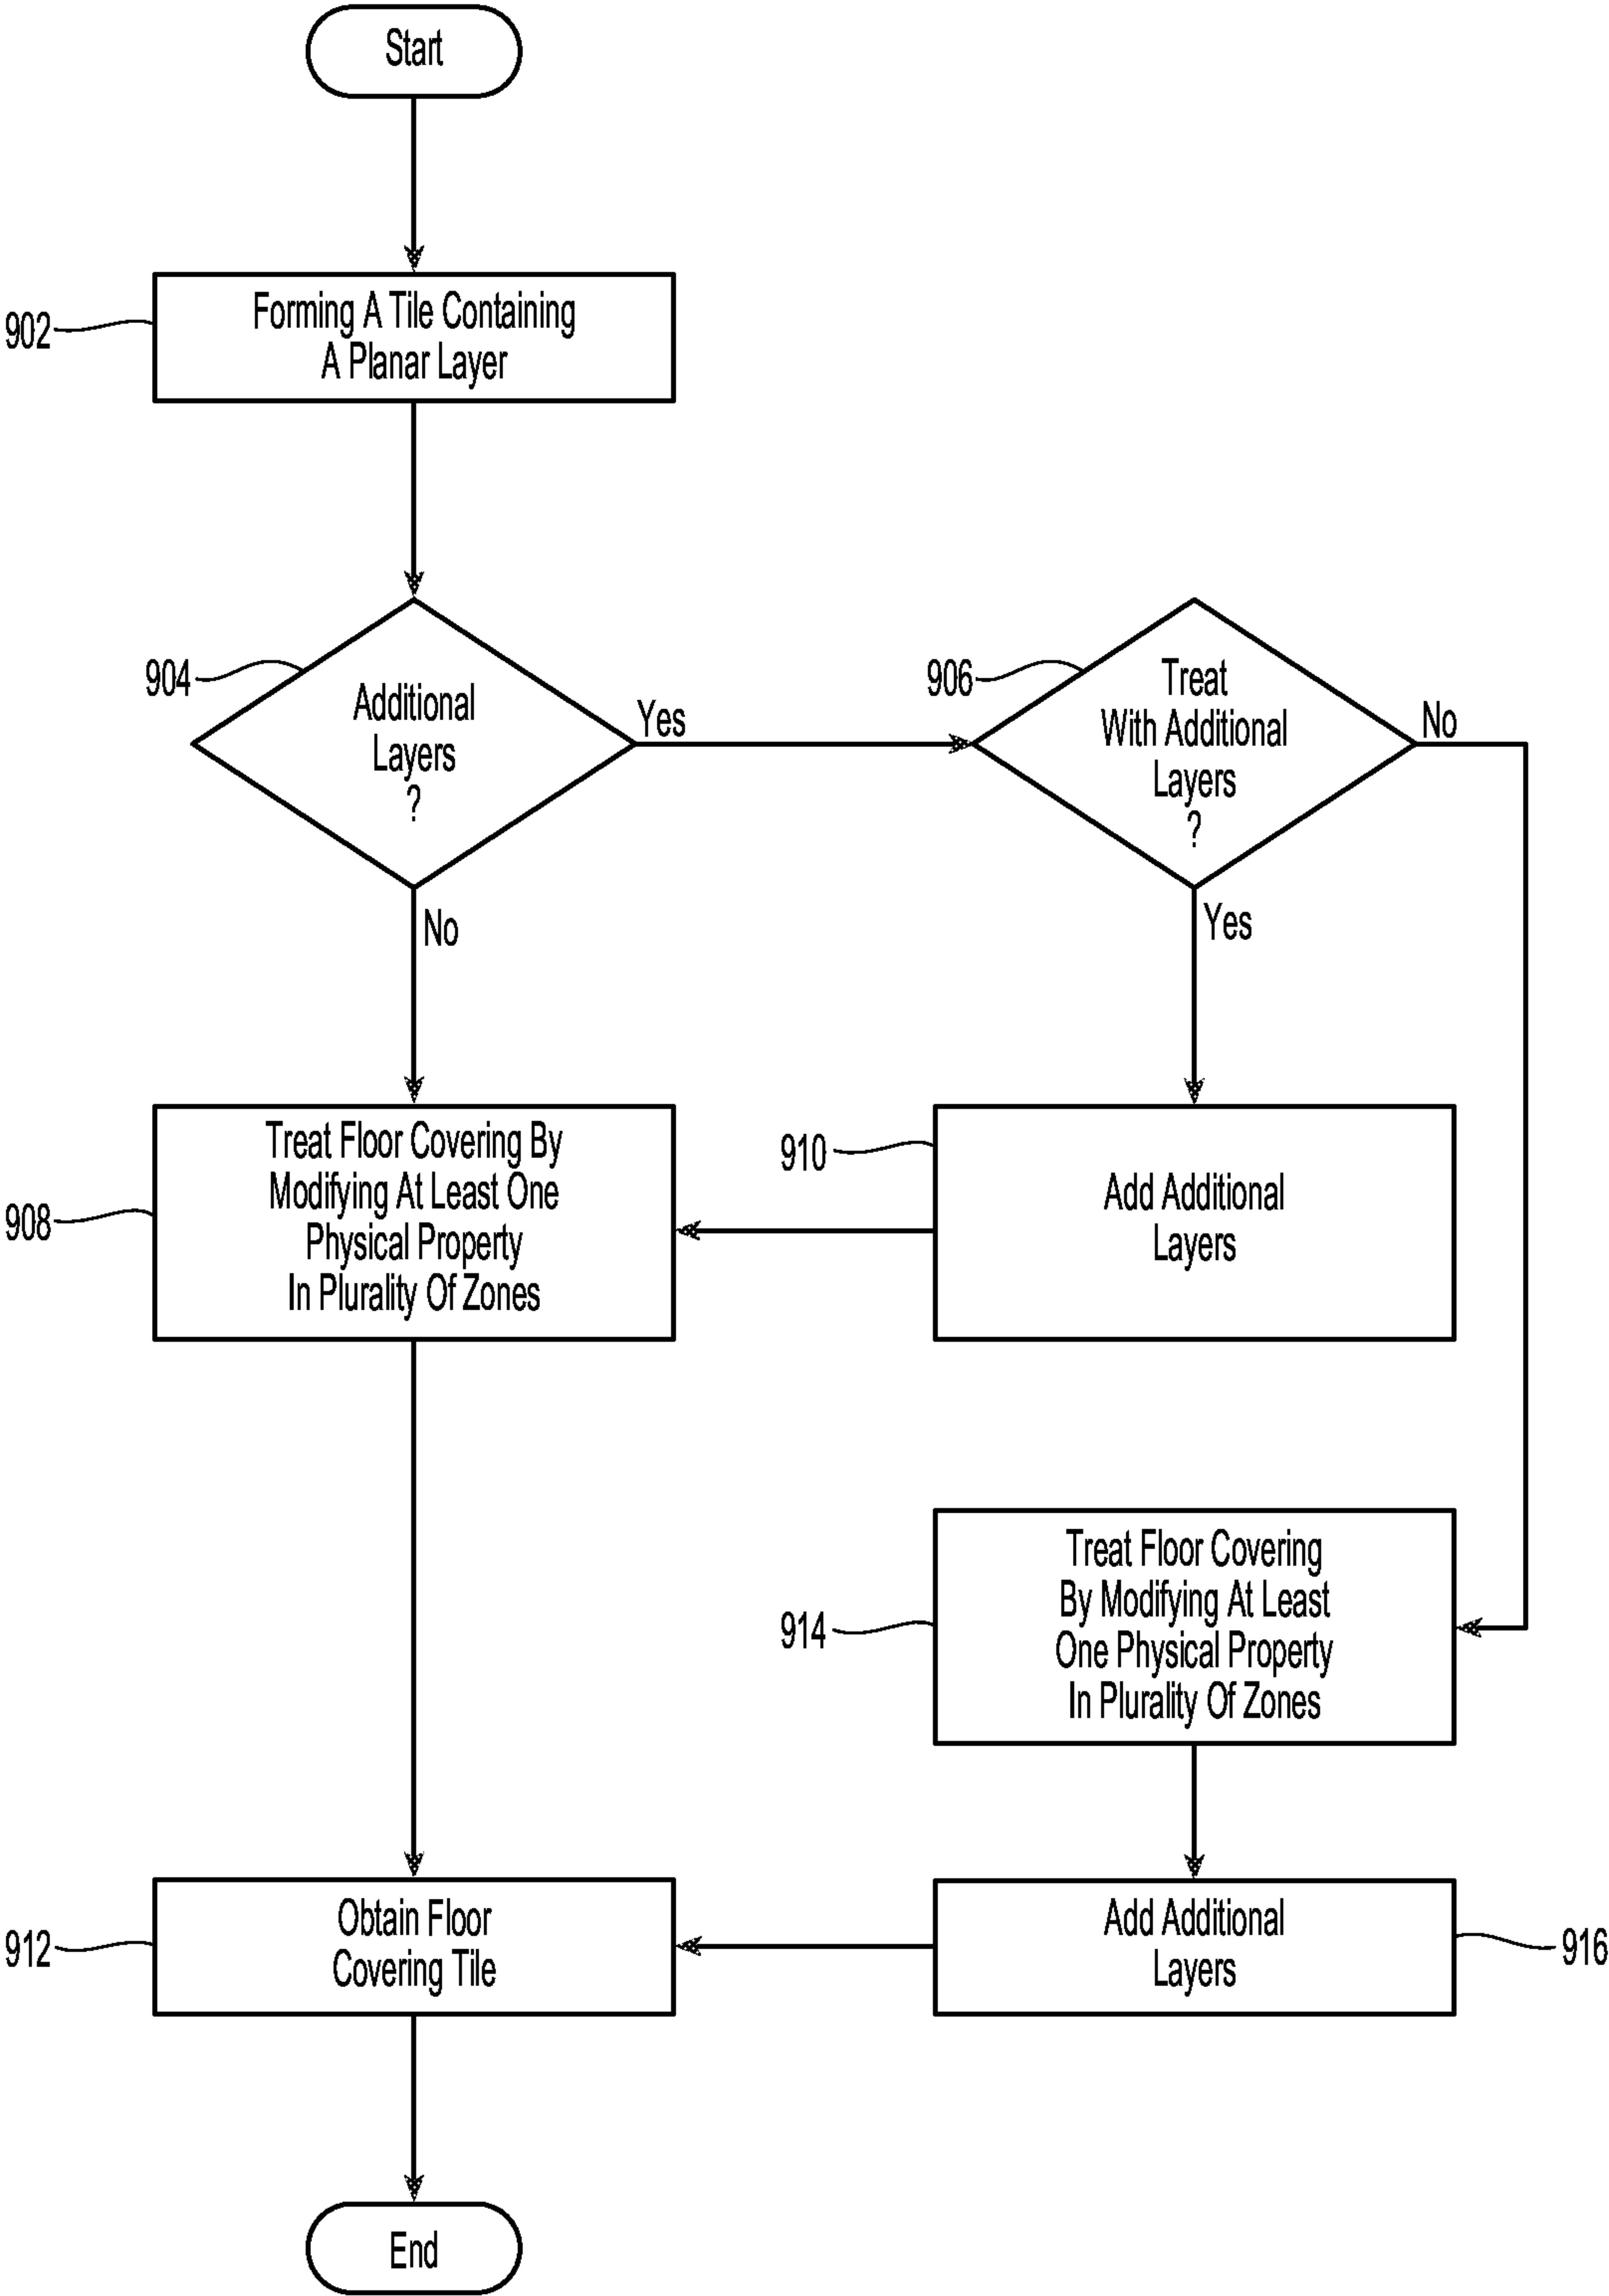 Start
902
Forming A Tile Containing
A Planar Layer
904
Additional
Layers
?
Yes
No
906
Treat
With Additional
Layers
?
No
Yes
908
Treat Floor Covering By
Modifying At Least One
Physical Property
In Plurality Of Zones
910
Add Additional
Layers
914
Treat Floor Covering
By Modifying At Least
One Physical Property
In Plurality Of Zones
912
Obtain Floor
Covering Tile
Add Additional
Layers
916
End